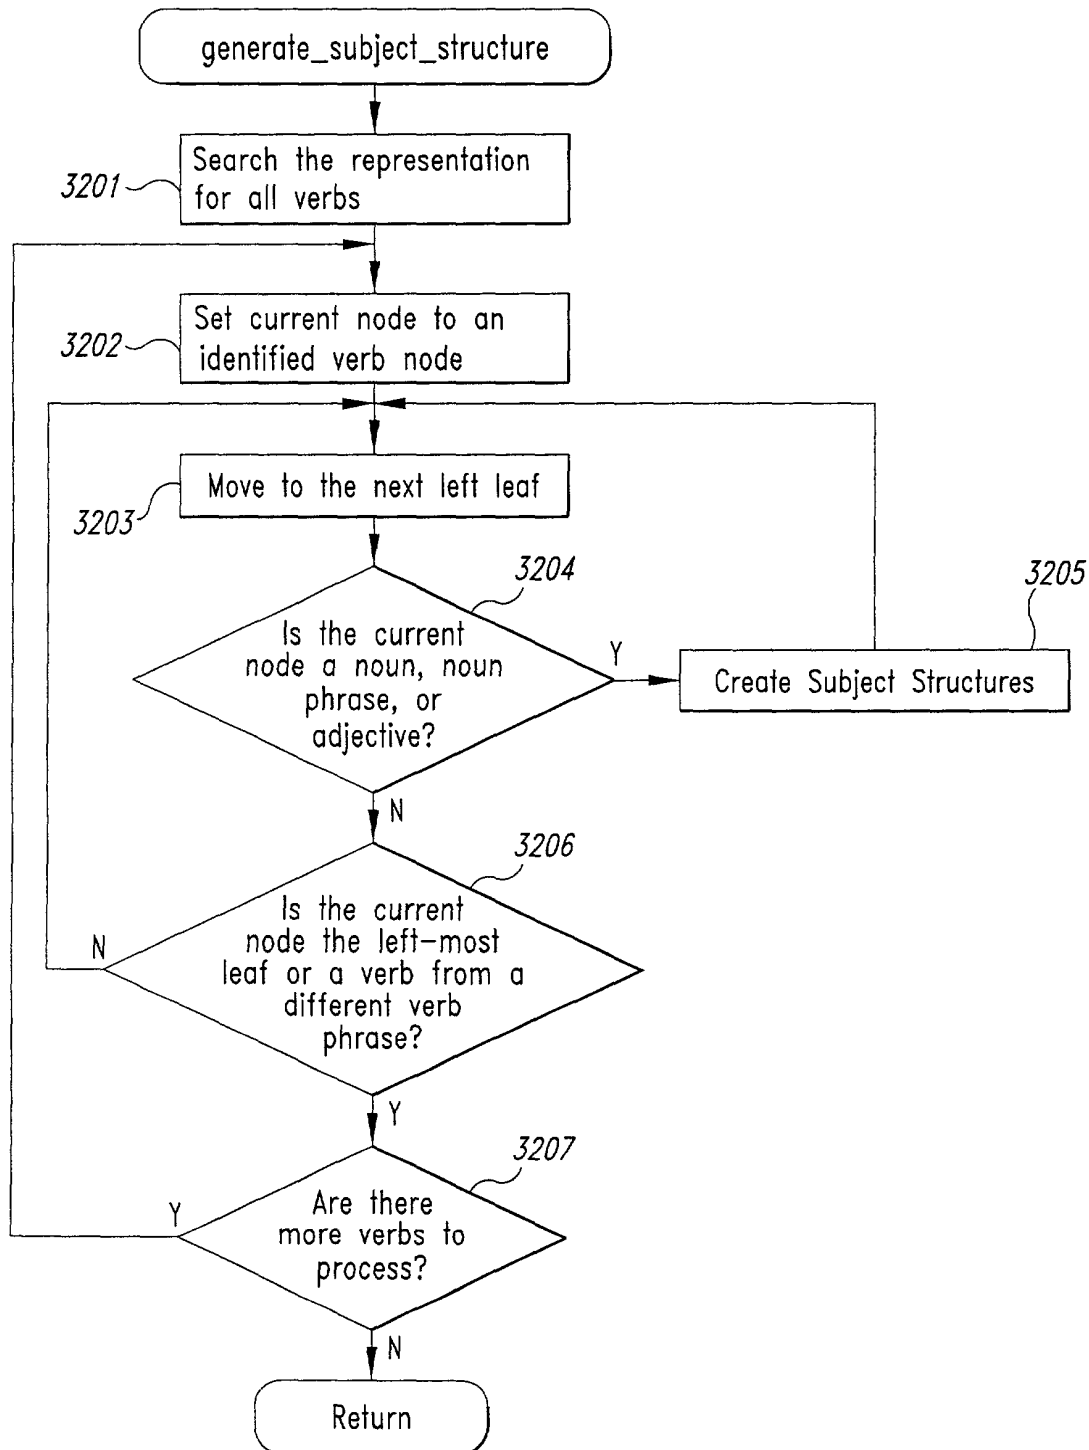 generate_subject_structure
Search the representation
for all verbs
3201
Set current node to an
identified verb node
3202
Move to the next left leaf
3203
3204
Is the current
node a noun, noun
phrase, or
adjective?
Y
3205
Create Subject Structures
N
3206
Is the current
node the left-most
leaf or a verb from a
different verb
phrase?
N
Y
3207
Are there
more verbs to
process?
Y
N
Return